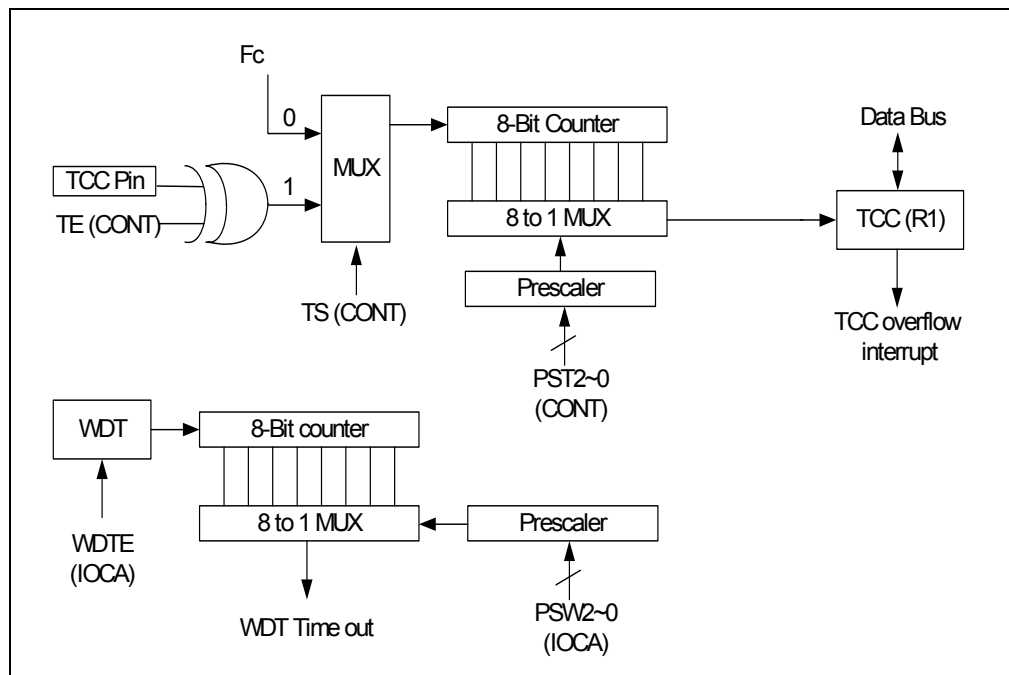 Fc
0
TCC Pin
TE (CONT)
1
MUX
TS (CONT)
8-Bit Counter
8 to 1 MUX
Prescaler
PST2~0
(CONT)
Data Bus
TCC (R1)
TCC overflow
interrupt
WDT
WDTE
(IOCA)
8-Bit counter
8 to 1 MUX
WDT Time out
Prescaler
PSW2~0
(IOCA)